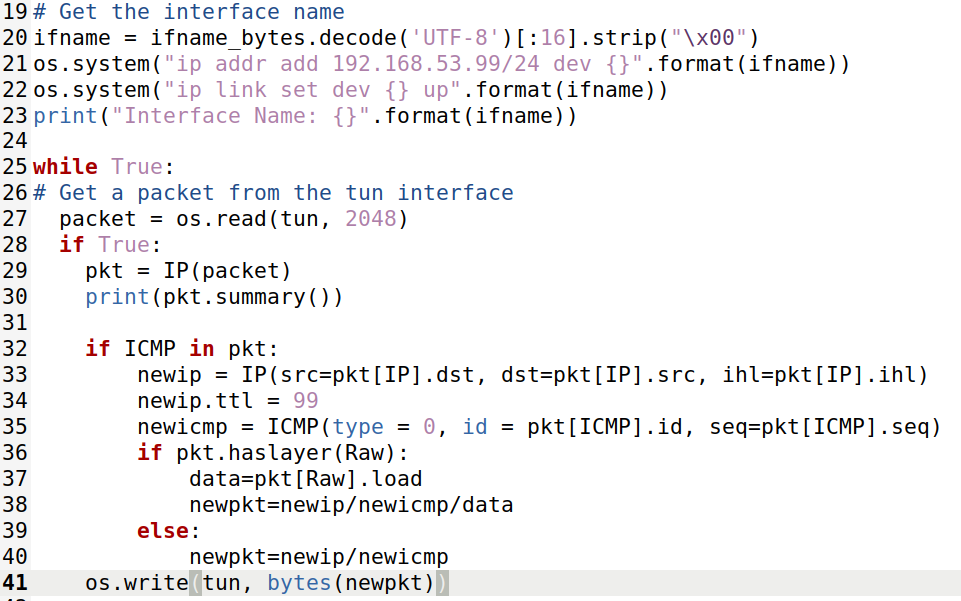 19 # Get the interface name
20 ifname = ifname_bytes.decode('UTF-8')[:16].strip("\x00")
21 os.system("ip addr add 192.168.53.99/24 dev {}".format(ifname))
22 os.system("ip link set dev {} up".format(ifname))
23 print("Interface Name: {}".format(ifname))
24
25 while True:
26 # Get a packet from the tun interface
27   packet = os.read(tun, 2048)
28   if True:
29     pkt = IP(packet)
30     print(pkt.summary())
31
32     if ICMP in pkt:
33         newip = IP(src=pkt[IP].dst, dst=pkt[IP].src, ihl=pkt[IP].ihl)
34         newip.ttl = 99
35         newicmp = ICMP(type = 0, id = pkt[ICMP].id, seq=pkt[ICMP].seq)
36         if pkt.haslayer(Raw):
37             data=pkt[Raw].load
38             newpkt=newip/newicmp/data
39         else:
40             newpkt=newip/newicmp
41     os.write(tun, bytes(newpkt))